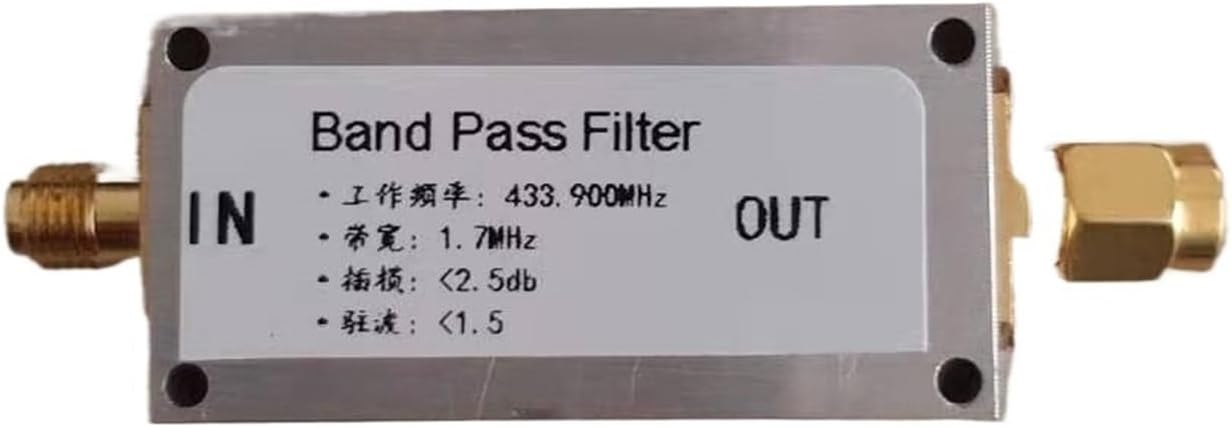 Band Pass Filter
IN
• 工作频率: 433.900MHz
• 带宽: 1.7MHz
• 插损: <2.5db
• 驻波: <1.5
OUT